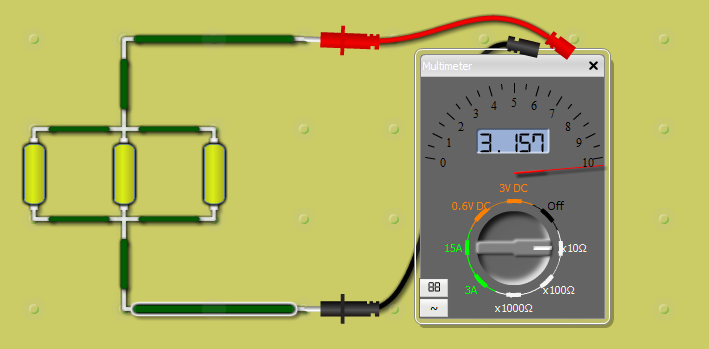 Multimeter
0 1 2 3 4 5 6 7 8 9 10
3.157
3V DC
0.6V DC Off
15A x10Ω
3A x100Ω
x1000Ω
88
~